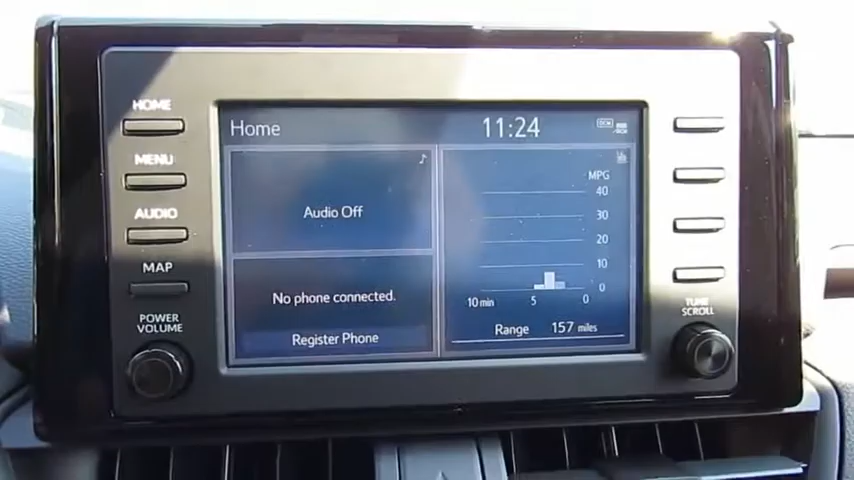 HOME
MENU
AUDIO
MAP
POWER
VOLUME
Home
11:24
DCM
Audio Off
No phone connected.
Register Phone
MPG
40
30
20
10
0
10 min
5
0
Range 157 miles
TUNE
SCROLL